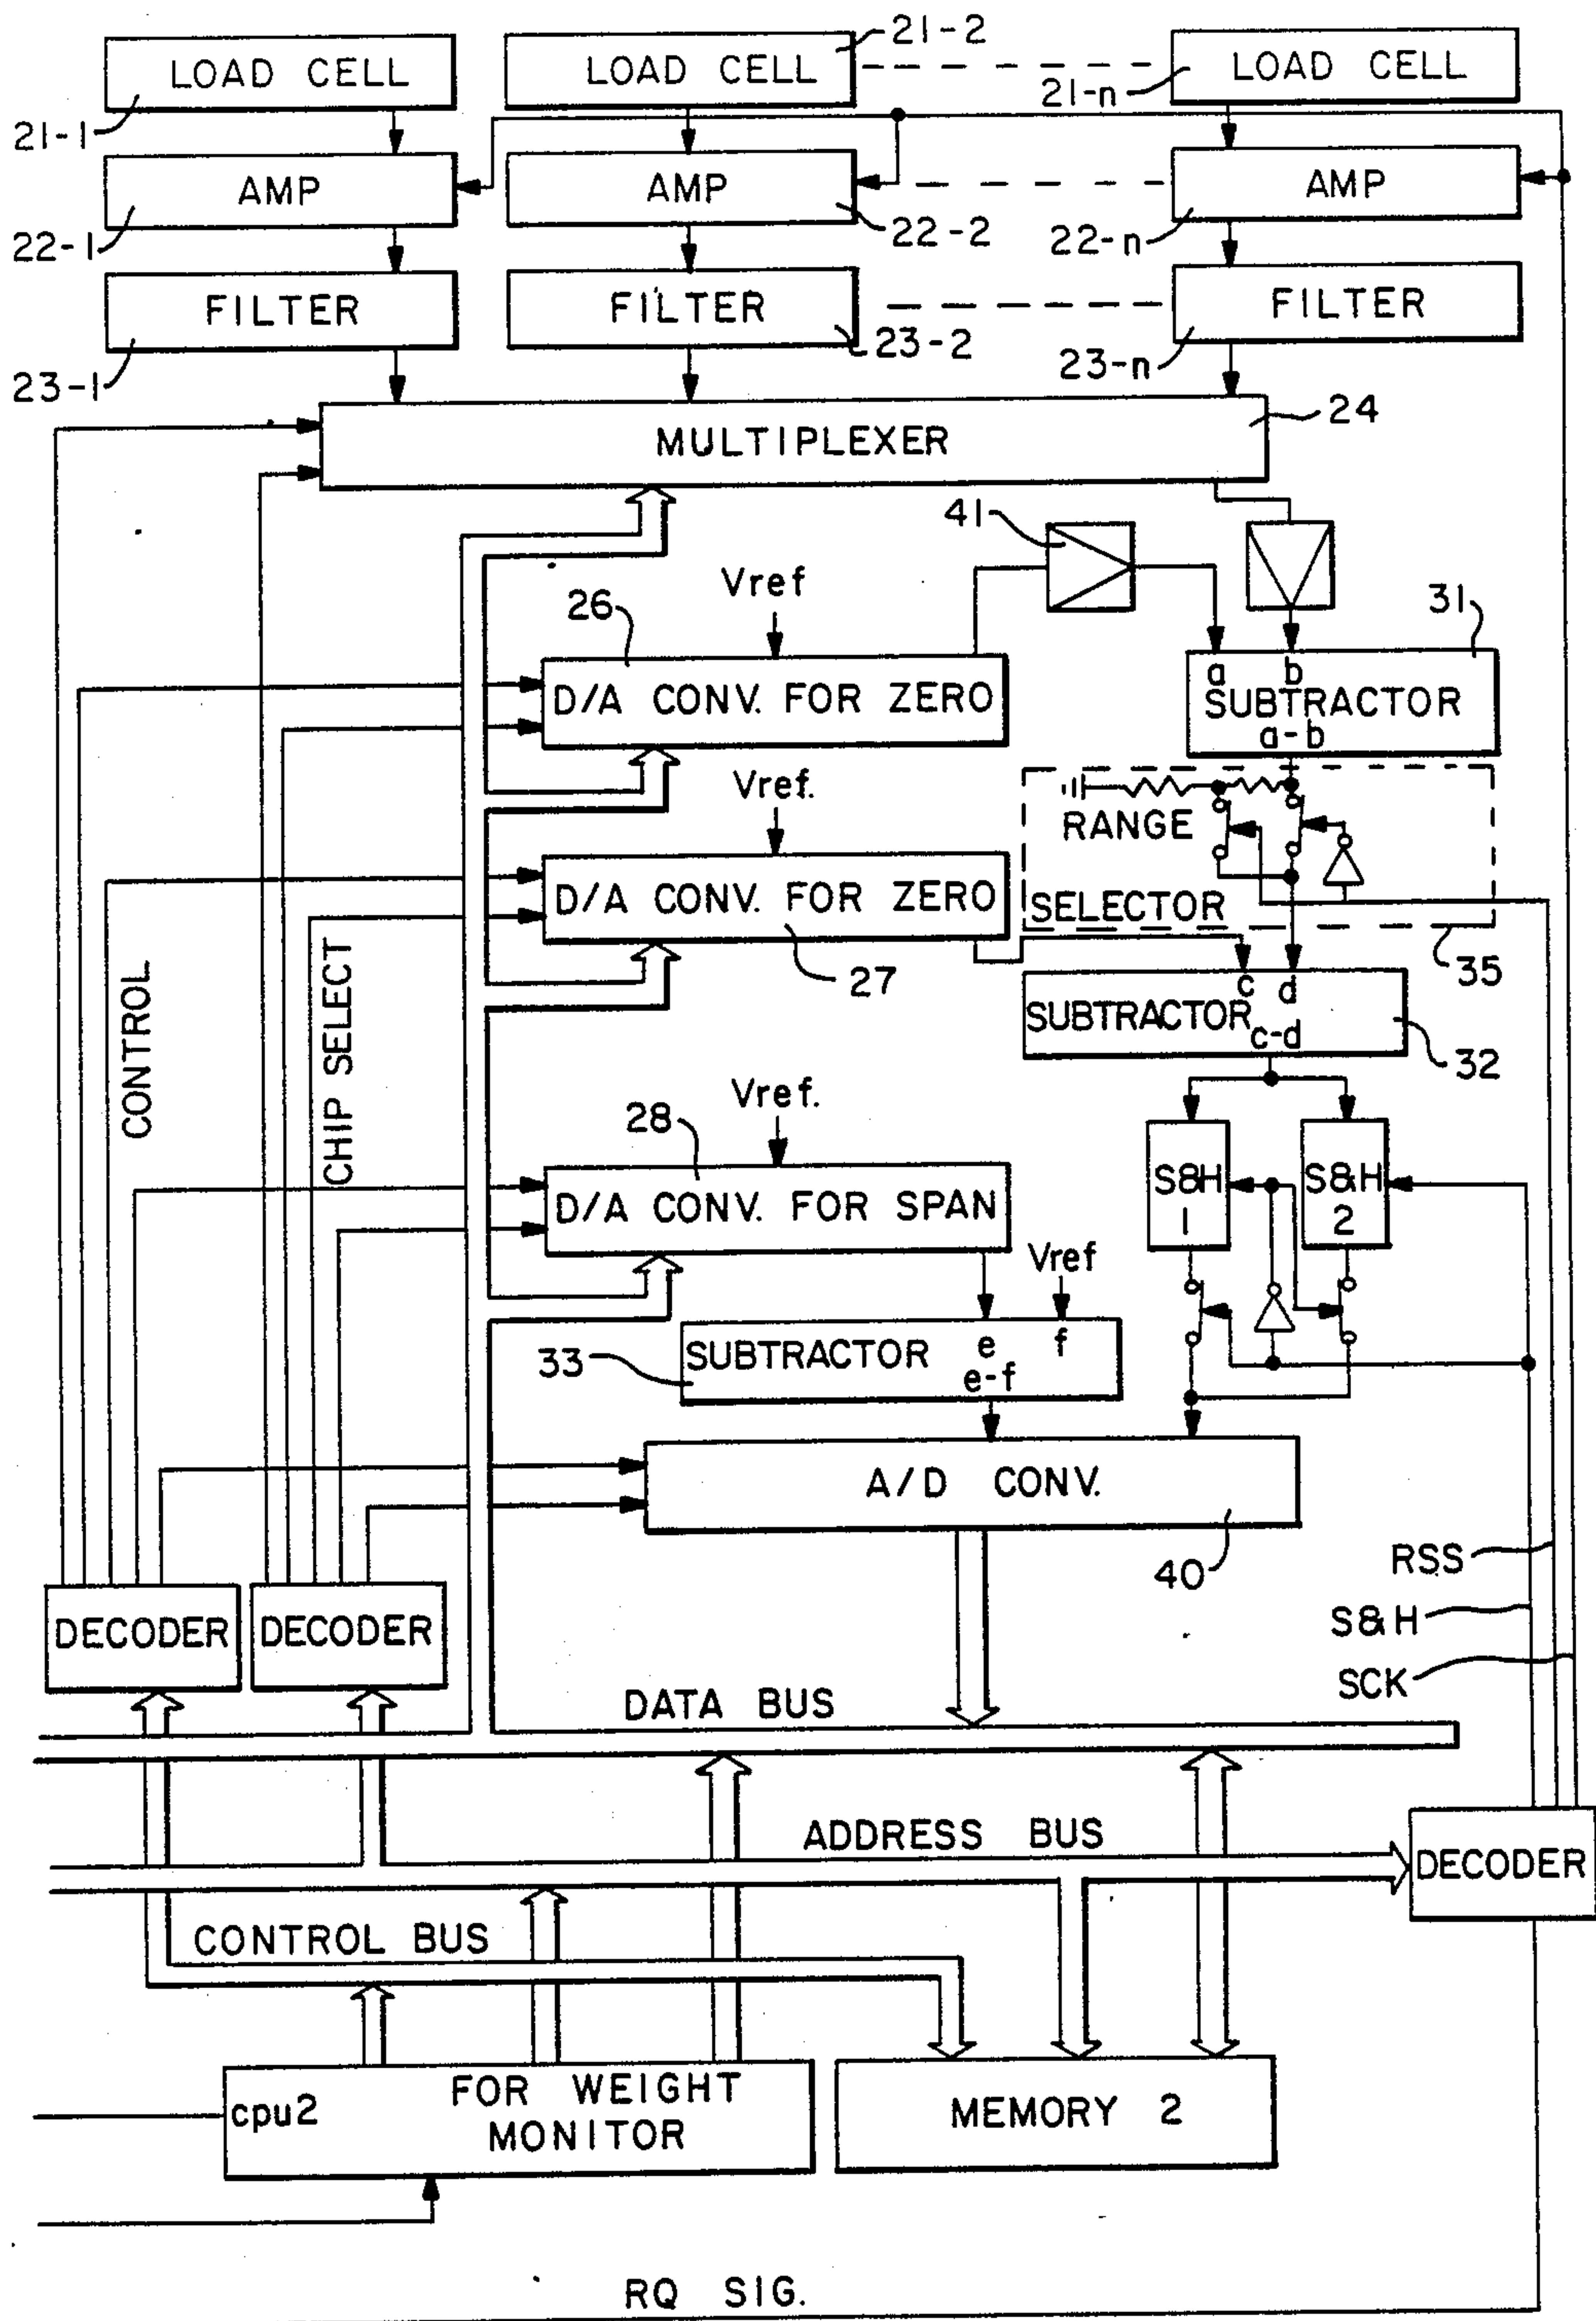 21-2
LOAD CELL
LOAD CELL
LOAD CELL
21-n
21-1
AMP
AMP
AMP
22-1
22-2
22-n
FILTER
FILTER
FILTER
23-1
23-2
23-n
MULTIPLEXER
24
41
Vref
26
31
D/A CONV. FOR ZERO
a b
SUBTRACTOR
a-b
Vref.
RANGE
D/A CONV. FOR ZERO
SELECTOR
27
35
CONTROL
CHIP SELECT
c d
SUBTRACTOR
c-d
32
Vref.
28
D/A CONV. FOR SPAN
S&H
1
S&H
2
Vref
33
SUBTRACTOR
e f
e-f
A/D CONV.
40
RSS
S&H
SCK
DECODER
DECODER
DATA BUS
ADDRESS BUS
DECODER
CONTROL BUS
cpu2
FOR WEIGHT
MONITOR
MEMORY 2
RQ SIG.